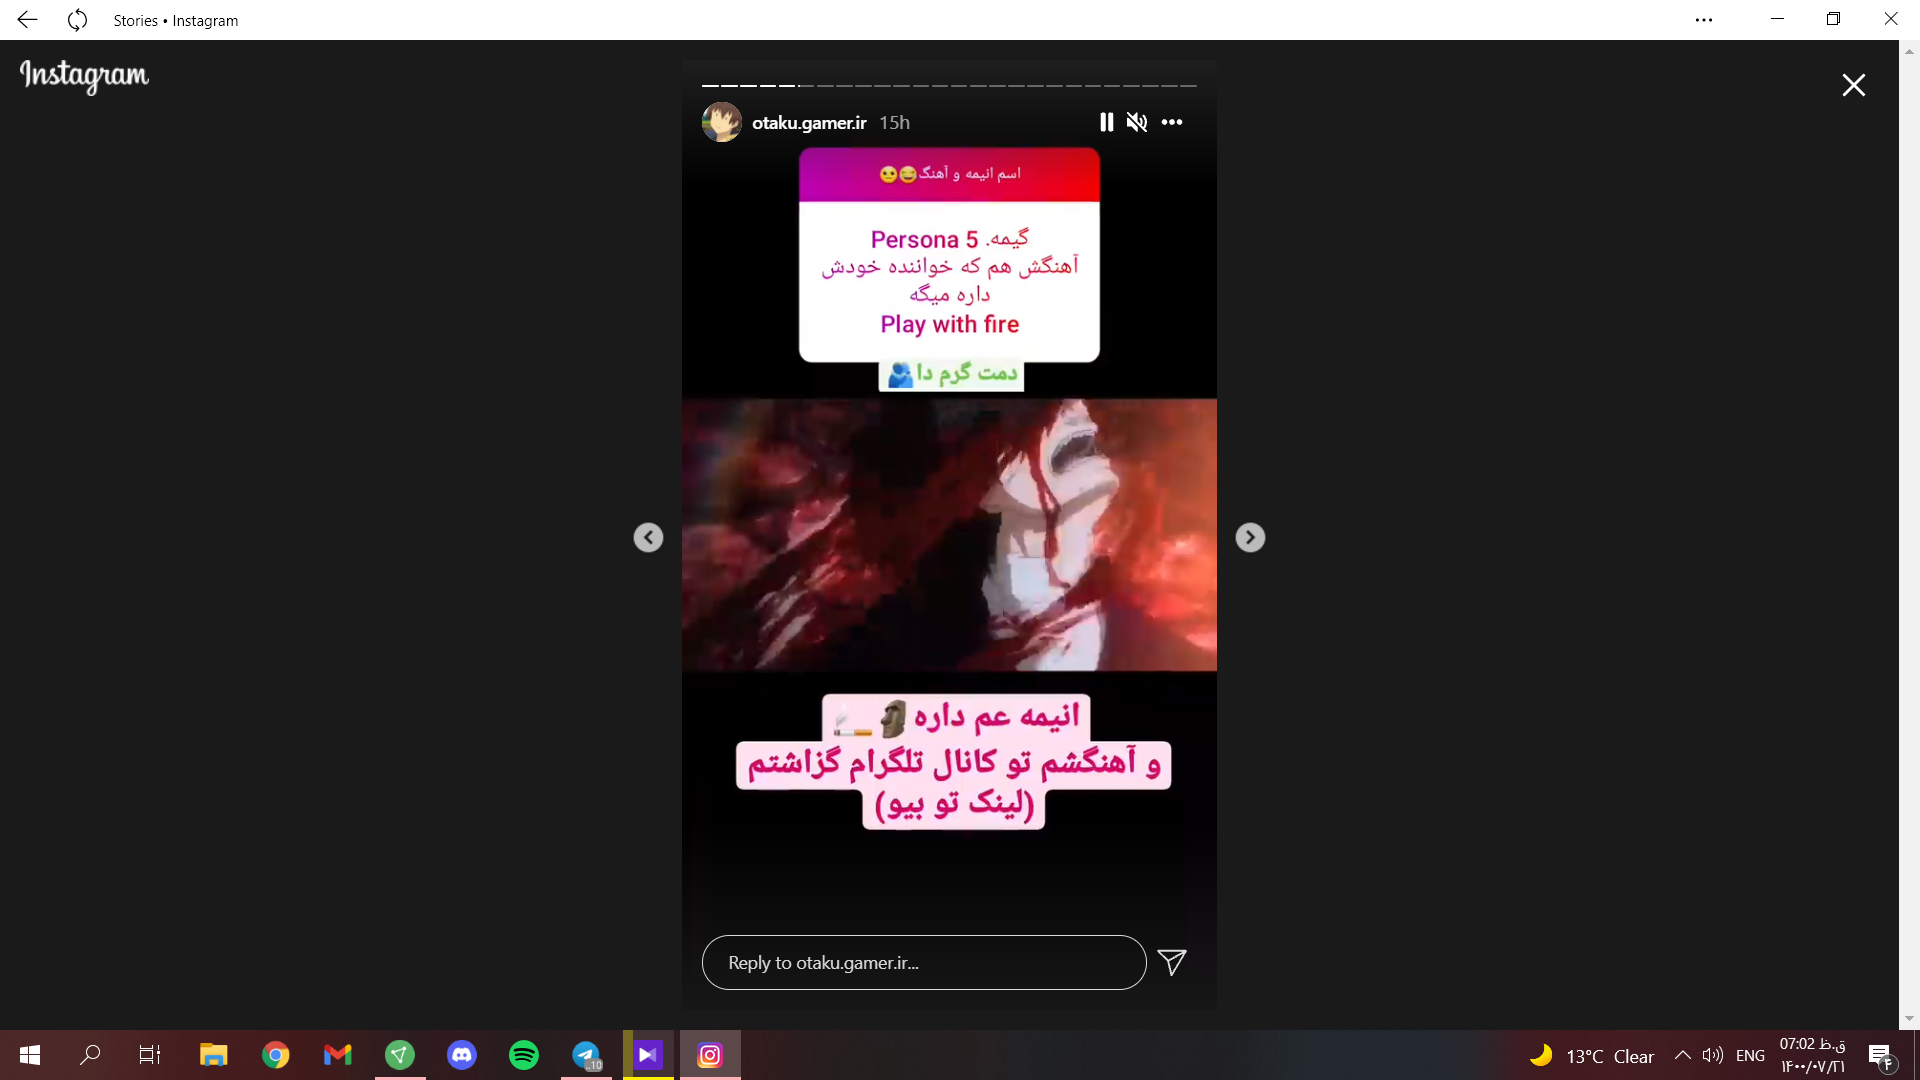 Stories • Instagram
Instagram
otaku.gamer.ir 15h
اسم انیمه و آهنگ😂😐
گیمه. Persona 5
آهنگش هم که خواننده خودش
داره میگه
Play with fire
دمت گرم دا🫂
انیمه عم داره 🗿🚬
و آهنگشم تو کانال تلگرام گزاشتم
(لینک تو بیو)
Reply to otaku.gamer.ir...
..10
13°C Clear
ENG
07:02 ق.ظ
۱۴۰۰/۰۷/۲۱
۴